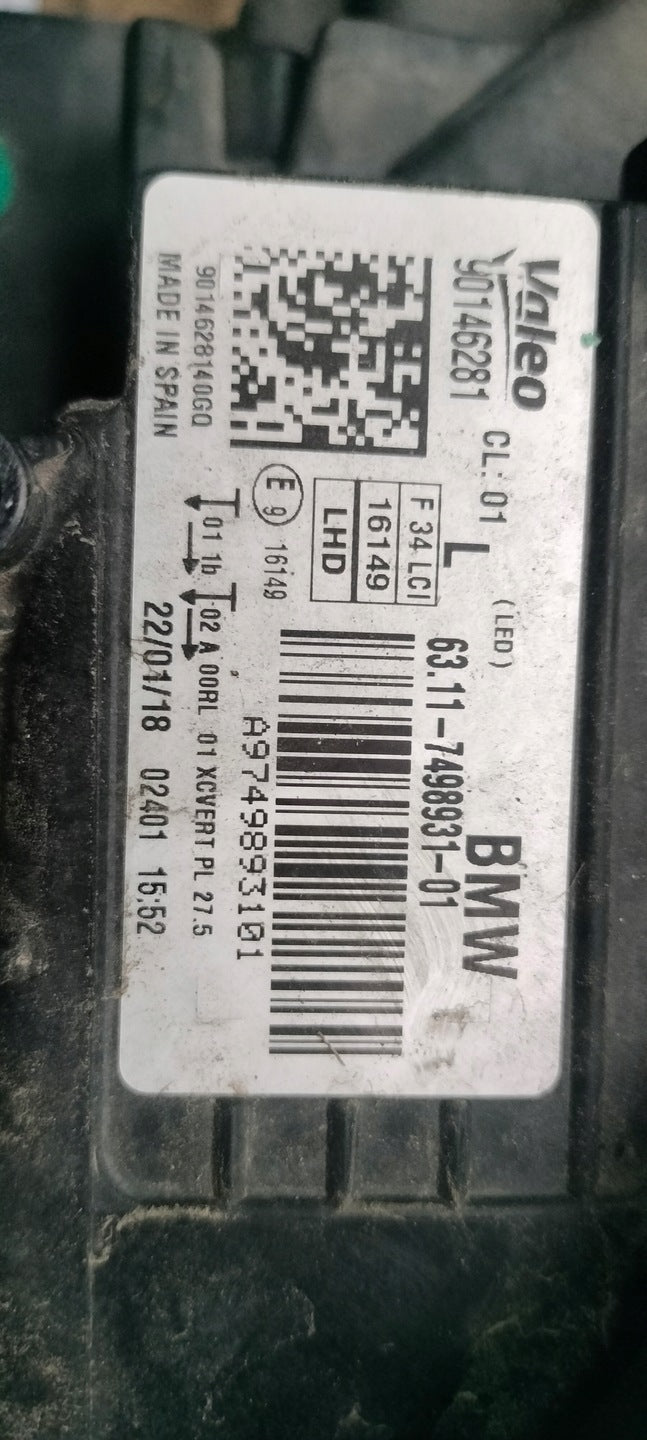 Valeo
90146281
CL: 01
(LED)
L
BMW
63.11-7498931-01
F 34 LCI
16149
LHD
E 9
16149
A9749893101
9014628140GQ
01 1b
02 A 00RL 01 XCVERT PL 27.5
MADE IN SPAIN
22/01/18 02401 15:52